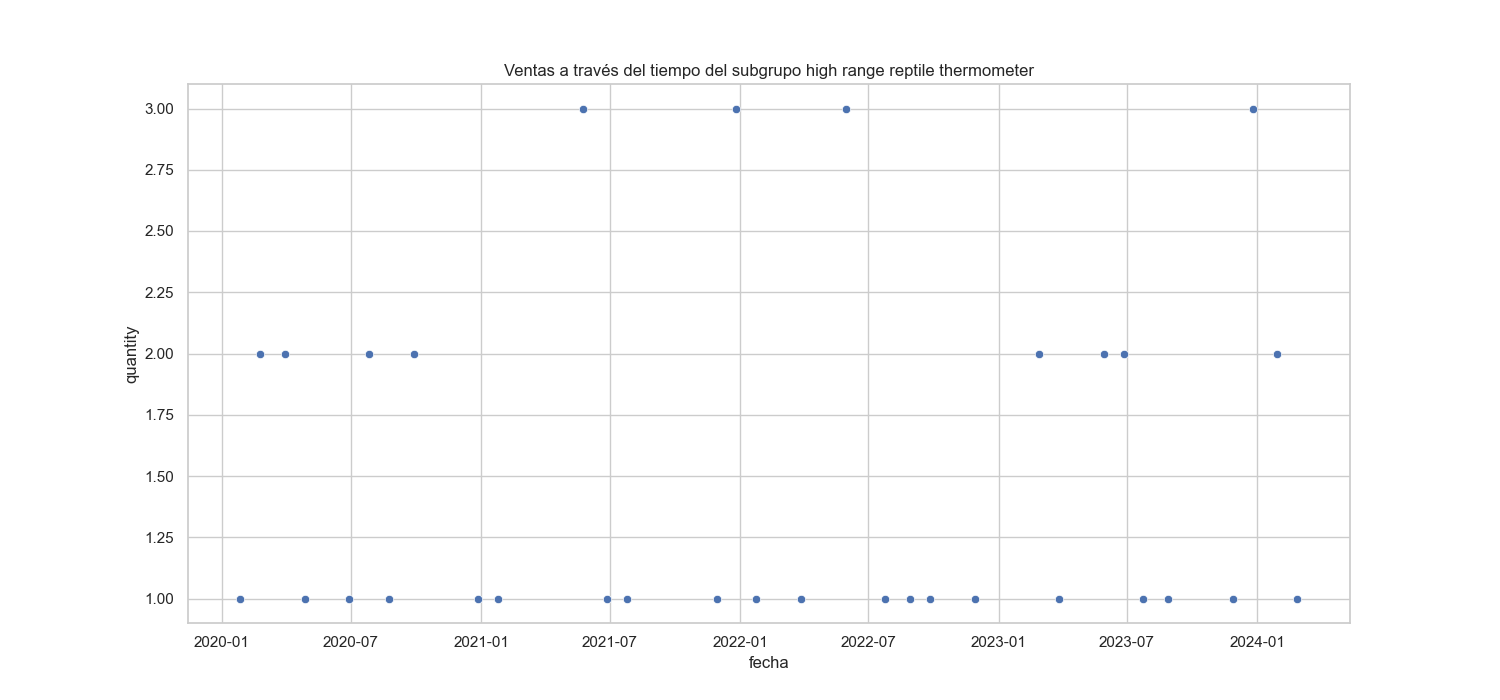 Ventas a través del tiempo del subgrupo high range reptile thermometer
3.00
2.75
2.50
2.25
2.00
1.75
1.50
1.25
1.00
quantity
2020-01 2020-07 2021-01 2021-07 2022-01 2022-07 2023-01 2023-07 2024-01
fecha